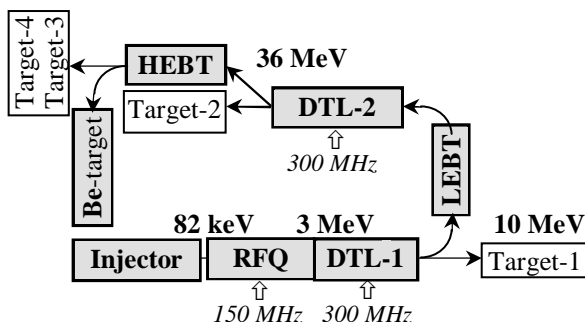 Target-4
Target-3
HEBT
36 MeV
Target-2
DTL-2
300 MHz
Be-target
LEBT
82 keV
3 MeV
10 MeV
Injector
RFQ
DTL-1
Target-1
150 MHz
300 MHz